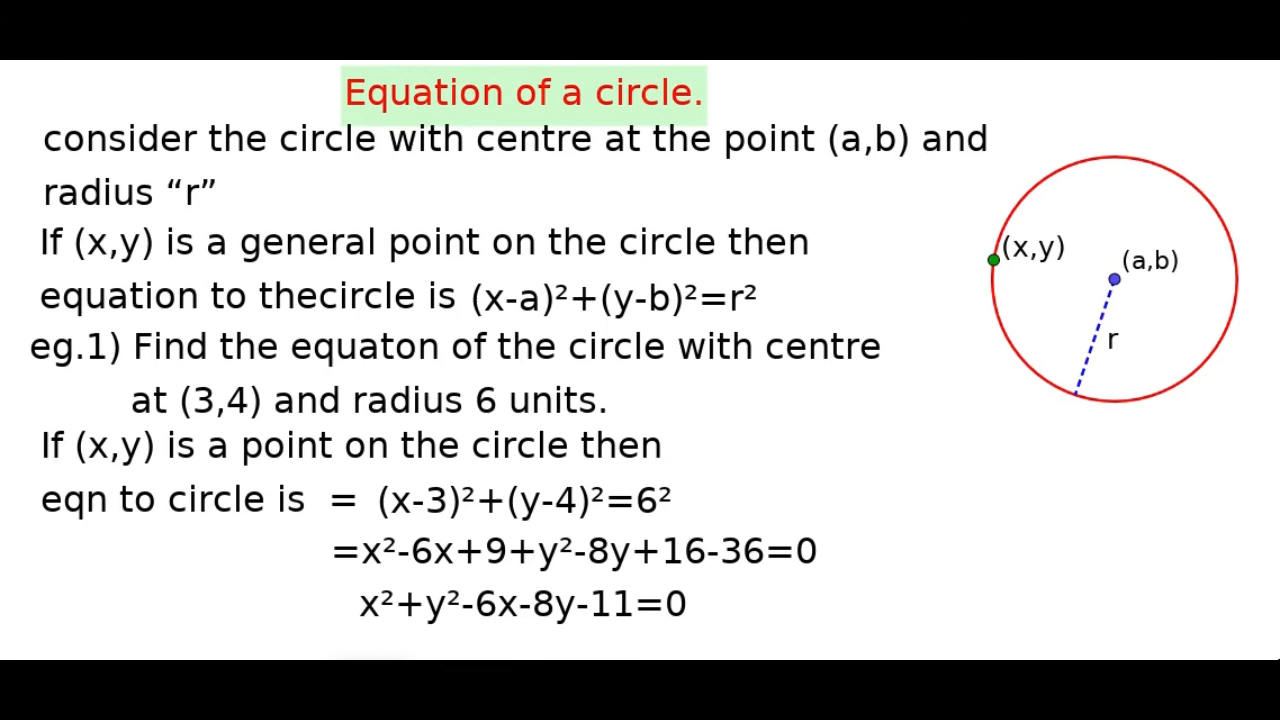 Equation of a circle.
consider the circle with centre at the point (a,b) and
radius “r”
If (x,y) is a general point on the circle then
equation to thecircle is (x-a)²+(y-b)²=r²
eg.1) Find the equaton of the circle with centre
at (3,4) and radius 6 units.
If (x,y) is a point on the circle then
eqn to circle is = (x-3)²+(y-4)²=6²
=x²-6x+9+y²-8y+16-36=0
x²+y²-6x-8y-11=0
(x,y)
(a,b)
r